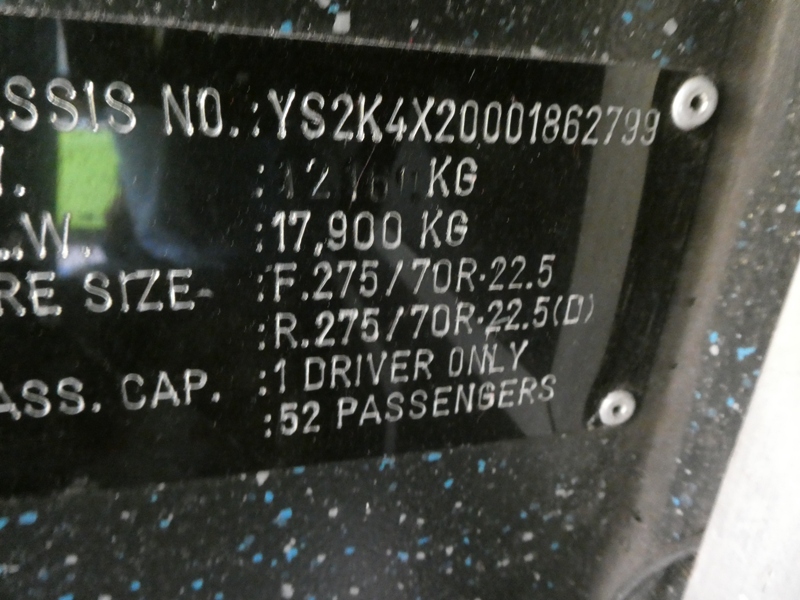 ASSIS NO.:YS2K4X20001862799
: KG
L.W. :17,900 KG
RE SIZE- :F.275/70R-22.5
:R.275/70R-22.5(D)
ASS. CAP. :1 DRIVER ONLY
:52 PASSENGERS